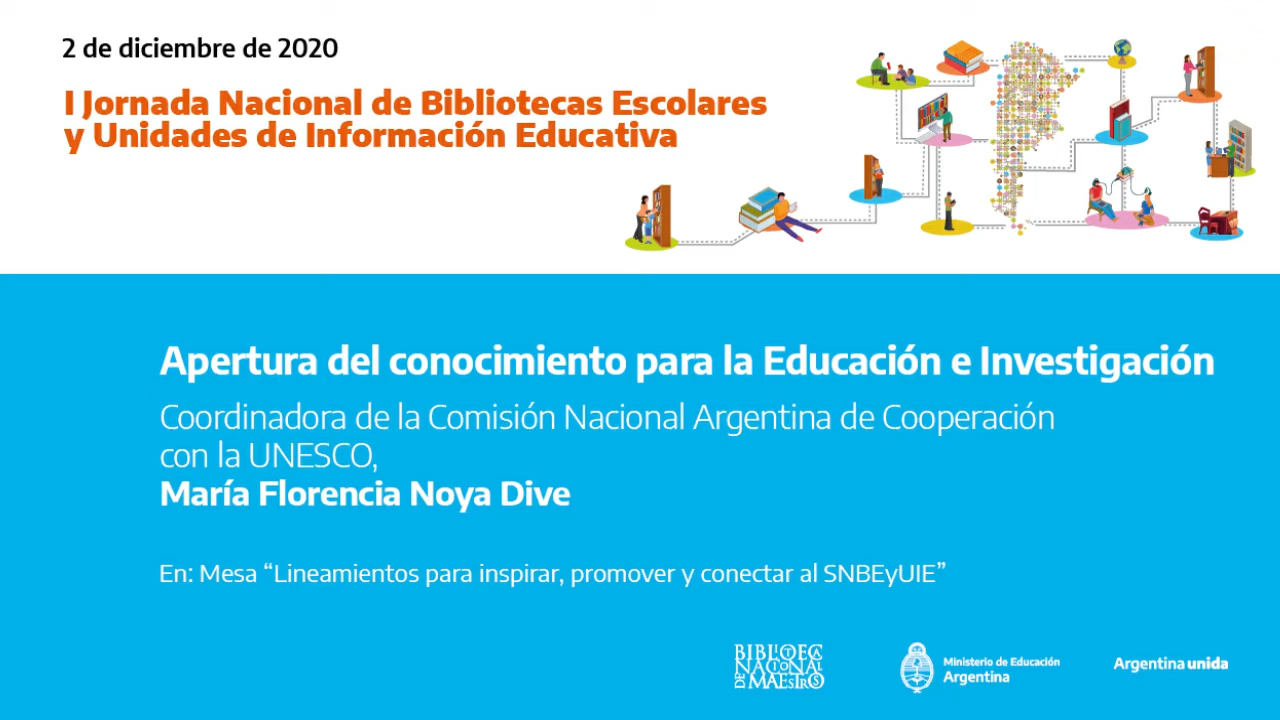 2 de diciembre de 2020
I Jornada Nacional de Bibliotecas Escolares
y Unidades de Información Educativa
Apertura del conocimiento para la Educación e Investigación
Coordinadora de la Comisión Nacional Argentina de Cooperación
con la UNESCO,
María Florencia Noya Dive
En: Mesa “Lineamientos para inspirar, promover y conectar al SNBEyUIE”
BIBLIOTECA
NACIONAL
DE MAESTROS
Ministerio de Educación
Argentina
Argentina unida